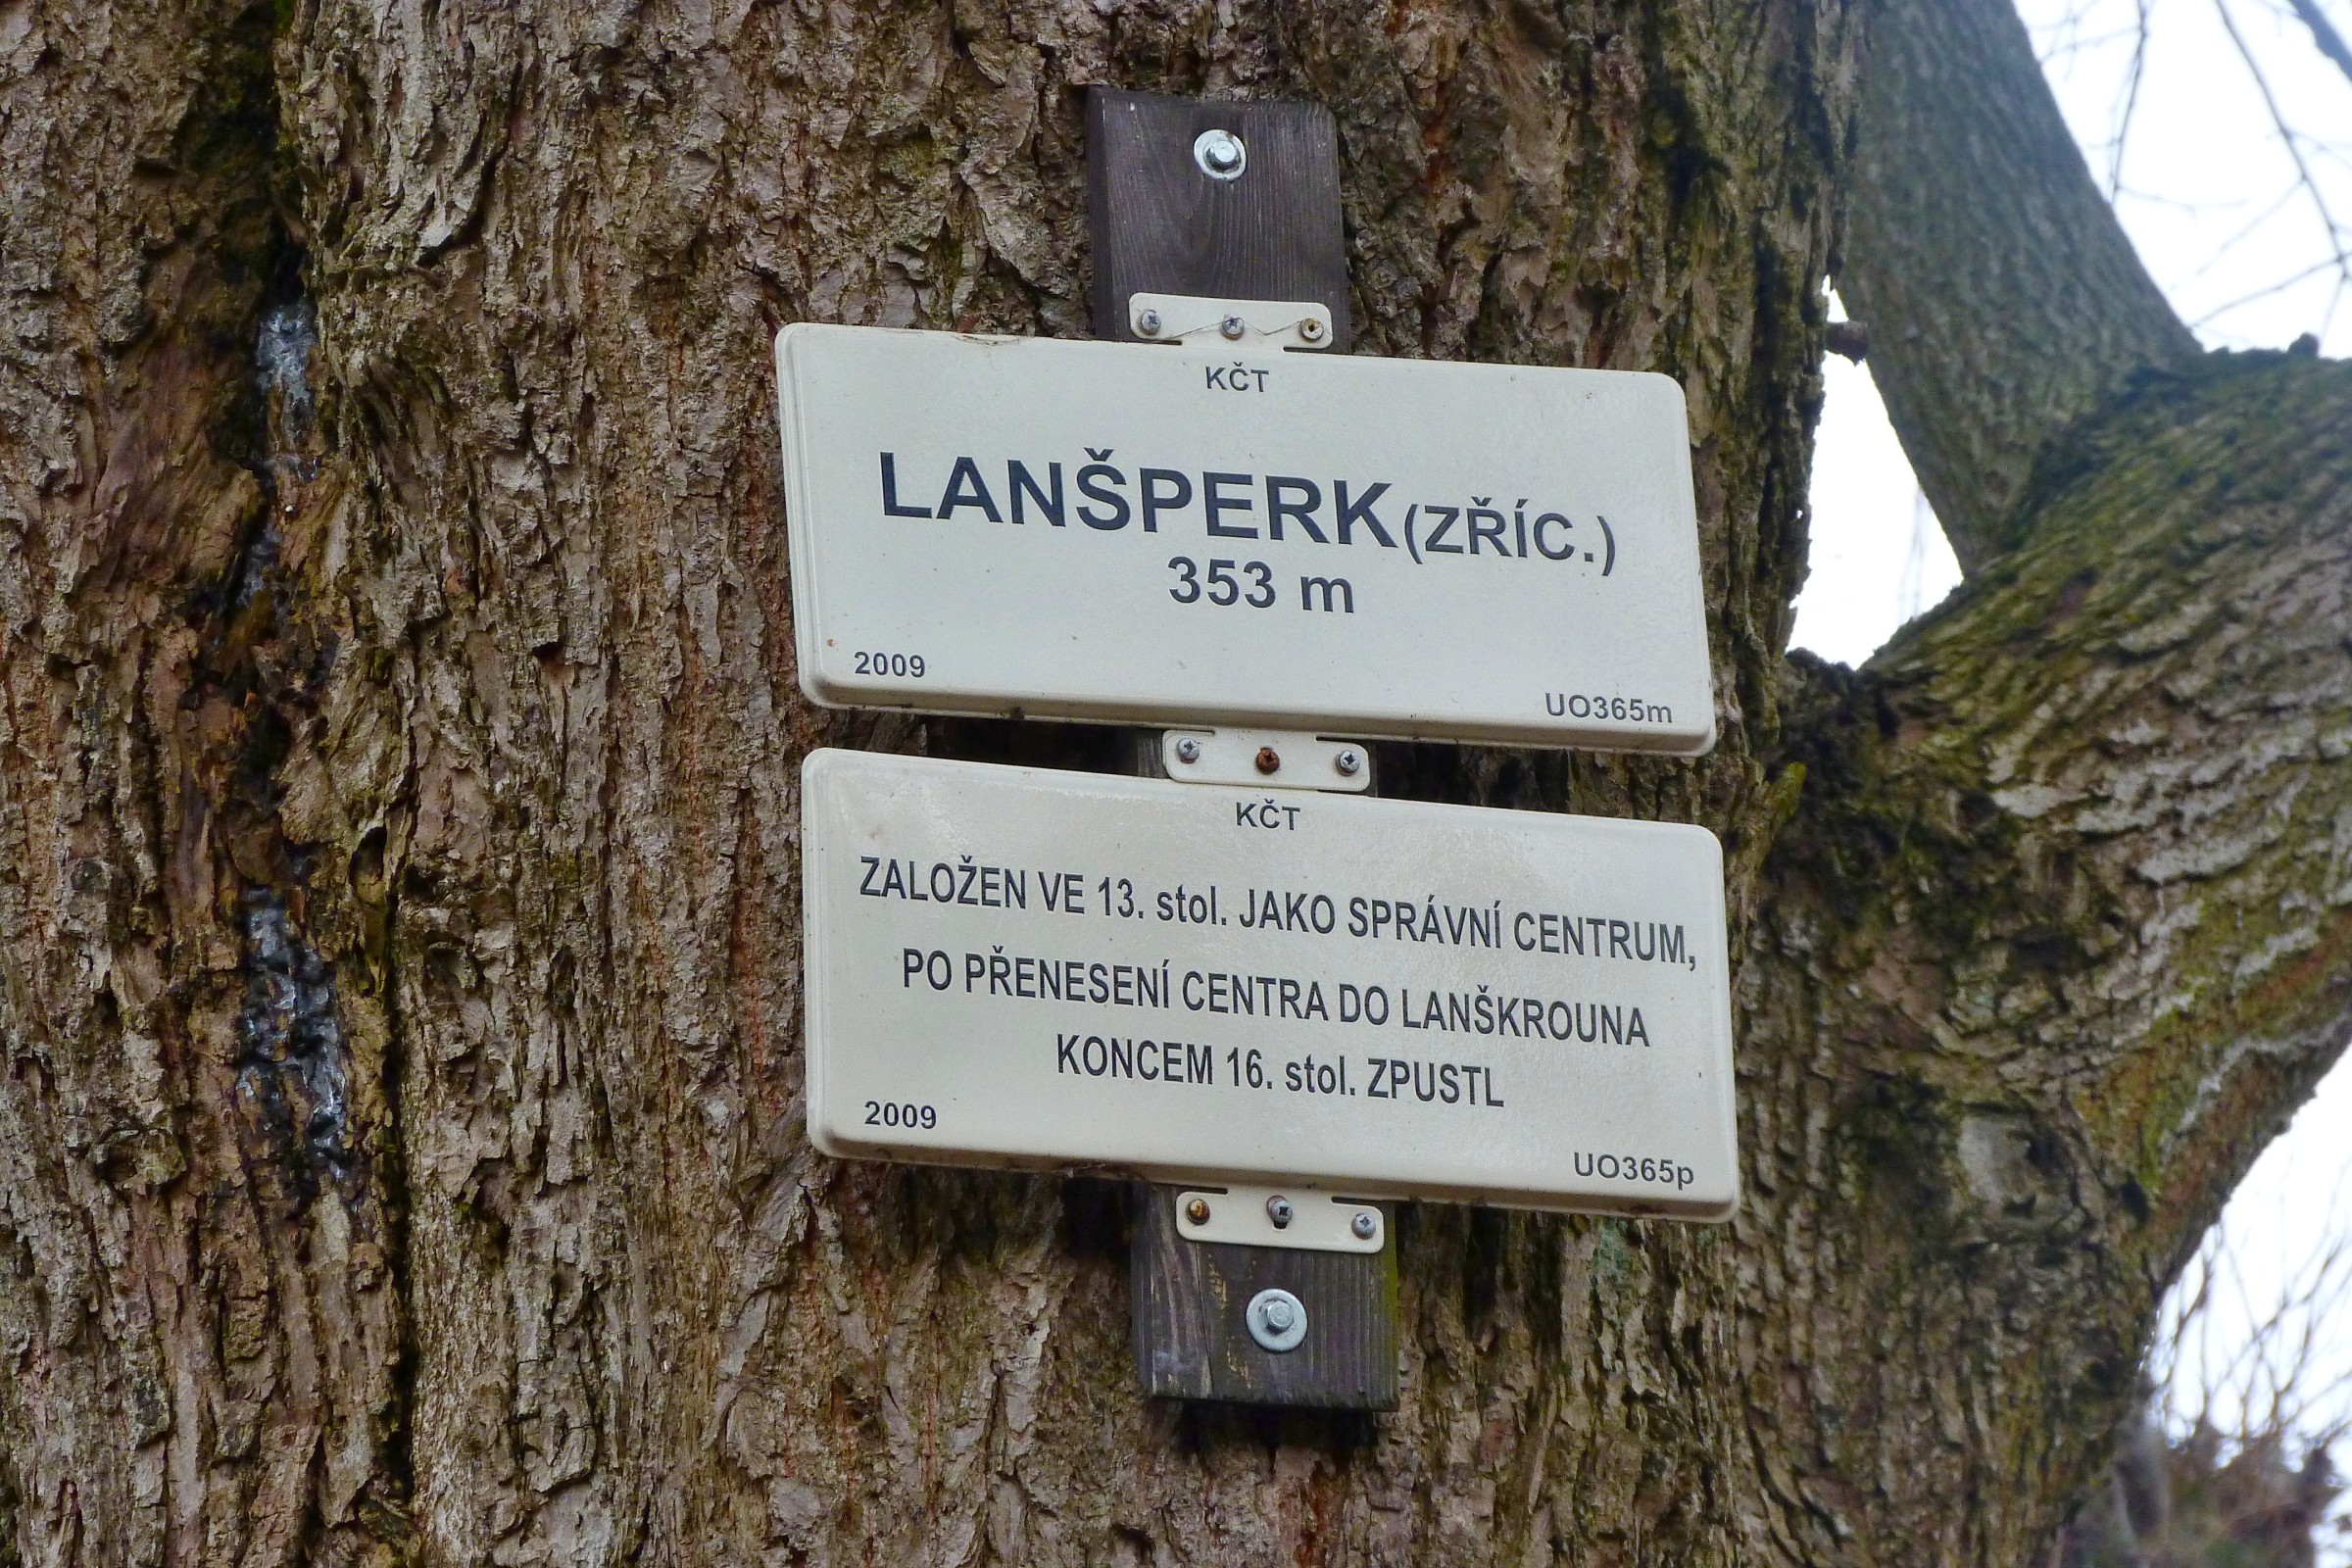 KČT
LANŠPERK (ZŘÍC.)
353 m
2009
UO365m
KČT
ZALOŽEN VE 13. stol. JAKO SPRÁVNÍ CENTRUM,
PO PŘENESENÍ CENTRA DO LANŠKROUNA
KONCEM 16. stol. ZPUSTL
2009
UO365p